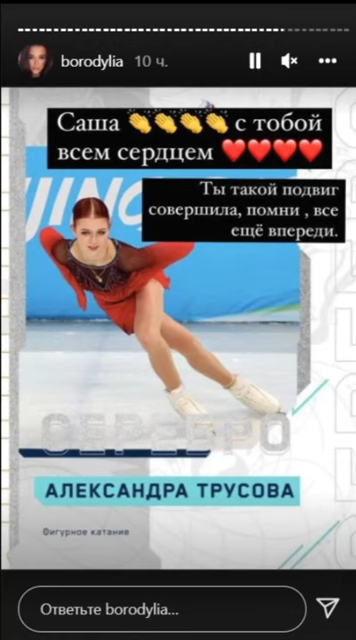 borodylia 10 ч.
Саша 👏👏👏👏 с тобой
всем сердцем ❤❤❤❤
Ты такой подвиг
совершила, помни , все
ещё впереди.
IJING
СЕРЕБРО
АЛЕКСАНДРА ТРУСОВА
Фигурное катание
Ответьте borodylia...